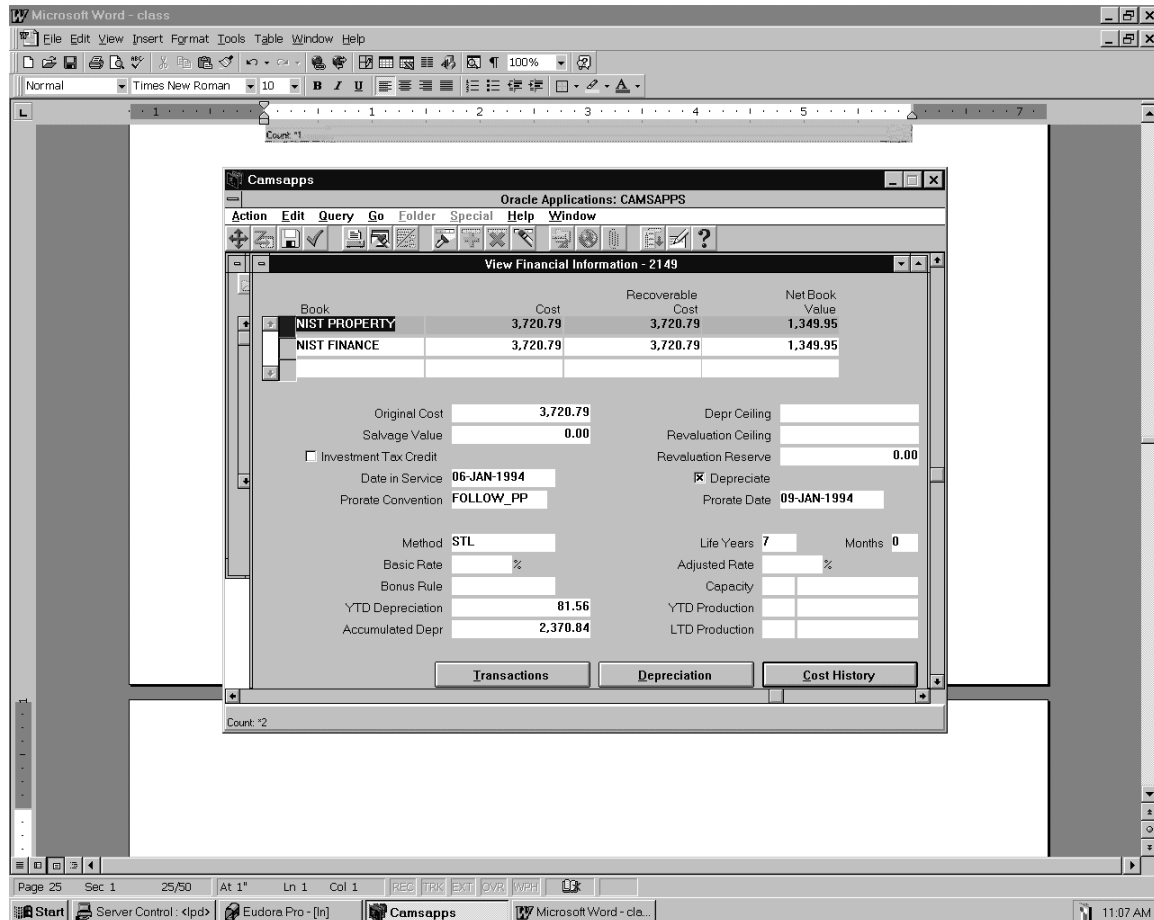 Microsoft Word - class
File Edit View Insert Format Tools Table Window Help
100%
Normal Times New Roman 10 B I U A
L 1 1 2 3 4 5 7
Count: *1
Camsapps
Oracle Applications: CAMSAPPS
Action Edit Query Go Folder Special Help Window
View Financial Information - 2149
Recoverable Net Book
Book Cost Cost Value
NIST PROPERTY 3,720.79 3,720.79 1,349.95
NIST FINANCE 3,720.79 3,720.79 1,349.95
Original Cost 3,720.79 Depr Ceiling
Salvage Value 0.00 Revaluation Ceiling
Investment Tax Credit Revaluation Reserve 0.00
Date in Service 06-JAN-1994 Depreciate
Prorate Convention FOLLOW_PP Prorate Date 09-JAN-1994
Method STL Life Years 7 Months 0
Basic Rate % Adjusted Rate %
Bonus Rule Capacity
YTD Depreciation 81.56 YTD Production
Accumulated Depr 2,370.84 LTD Production
Transactions Depreciation Cost History
Count: *2
Page 25 Sec 1 25/50 At 1" Ln 1 Col 1 REC TRK EXT OVR WPH
Start Server Control : <lpd> Eudora Pro - [In] Camsapps Microsoft Word - cla... 11:07 AM